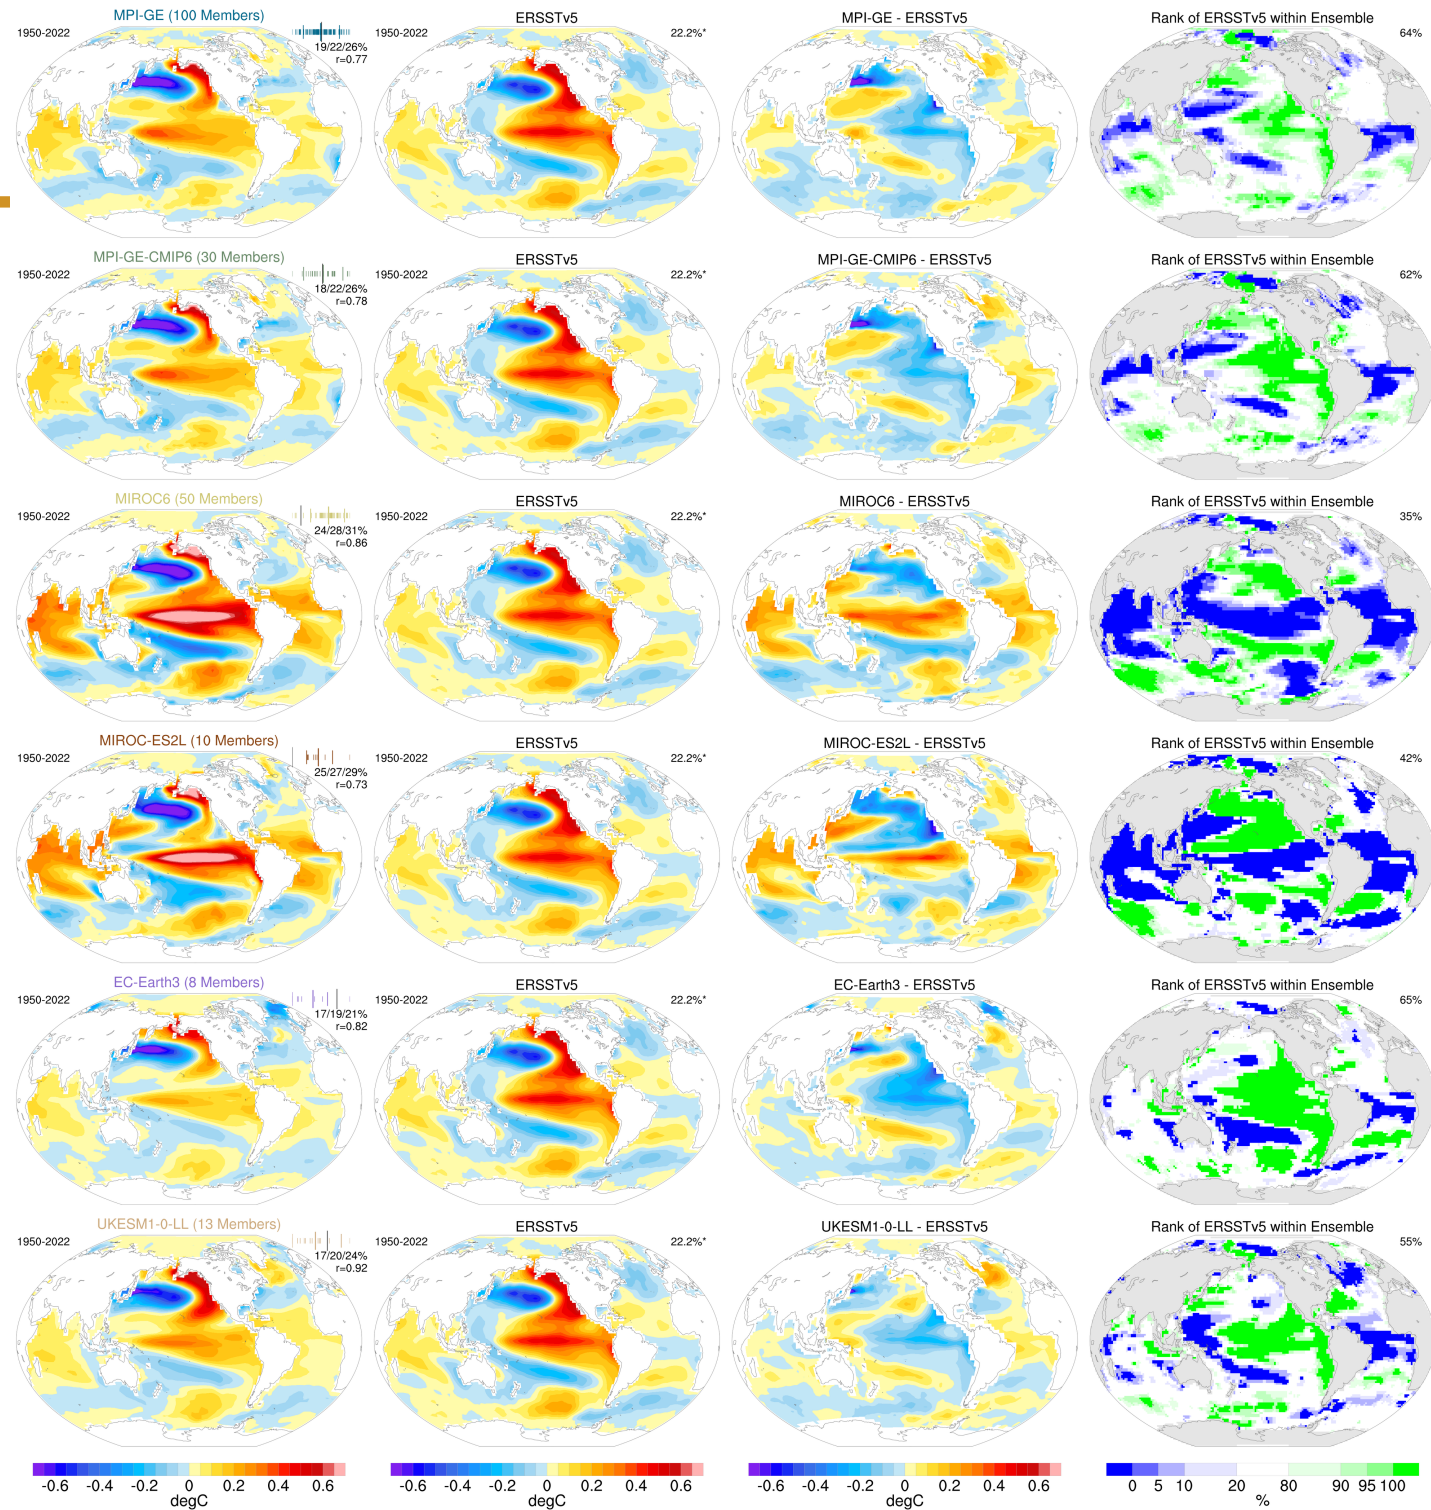 MPI-GE (100 Members) ERSSTv5 MPI-GE - ERSSTv5 Rank of ERSSTv5 within Ensemble
1950-2022 1950-2022 22.2%* 64%
19/22/26%
r=0.77
MPI-GE-CMIP6 (30 Members) ERSSTv5 MPI-GE-CMIP6 - ERSSTv5 Rank of ERSSTv5 within Ensemble
1950-2022 1950-2022 22.2%* 62%
18/22/26%
r=0.78
MIROC6 (50 Members) ERSSTv5 MIROC6 - ERSSTv5 Rank of ERSSTv5 within Ensemble
1950-2022 1950-2022 22.2%* 35%
24/28/31%
r=0.86
MIROC-ES2L (10 Members) ERSSTv5 MIROC-ES2L - ERSSTv5 Rank of ERSSTv5 within Ensemble
1950-2022 1950-2022 22.2%* 42%
25/27/29%
r=0.73
EC-Earth3 (8 Members) ERSSTv5 EC-Earth3 - ERSSTv5 Rank of ERSSTv5 within Ensemble
1950-2022 1950-2022 22.2%* 65%
17/19/21%
r=0.82
UKESM1-0-LL (13 Members) ERSSTv5 UKESM1-0-LL - ERSSTv5 Rank of ERSSTv5 within Ensemble
1950-2022 1950-2022 22.2%* 55%
17/20/24%
r=0.92
-0.6 -0.4 -0.2 0 0.2 0.4 0.6 -0.6 -0.4 -0.2 0 0.2 0.4 0.6 -0.6 -0.4 -0.2 0 0.2 0.4 0.6 0 5 10 20 80 90 95 100
degC degC degC %